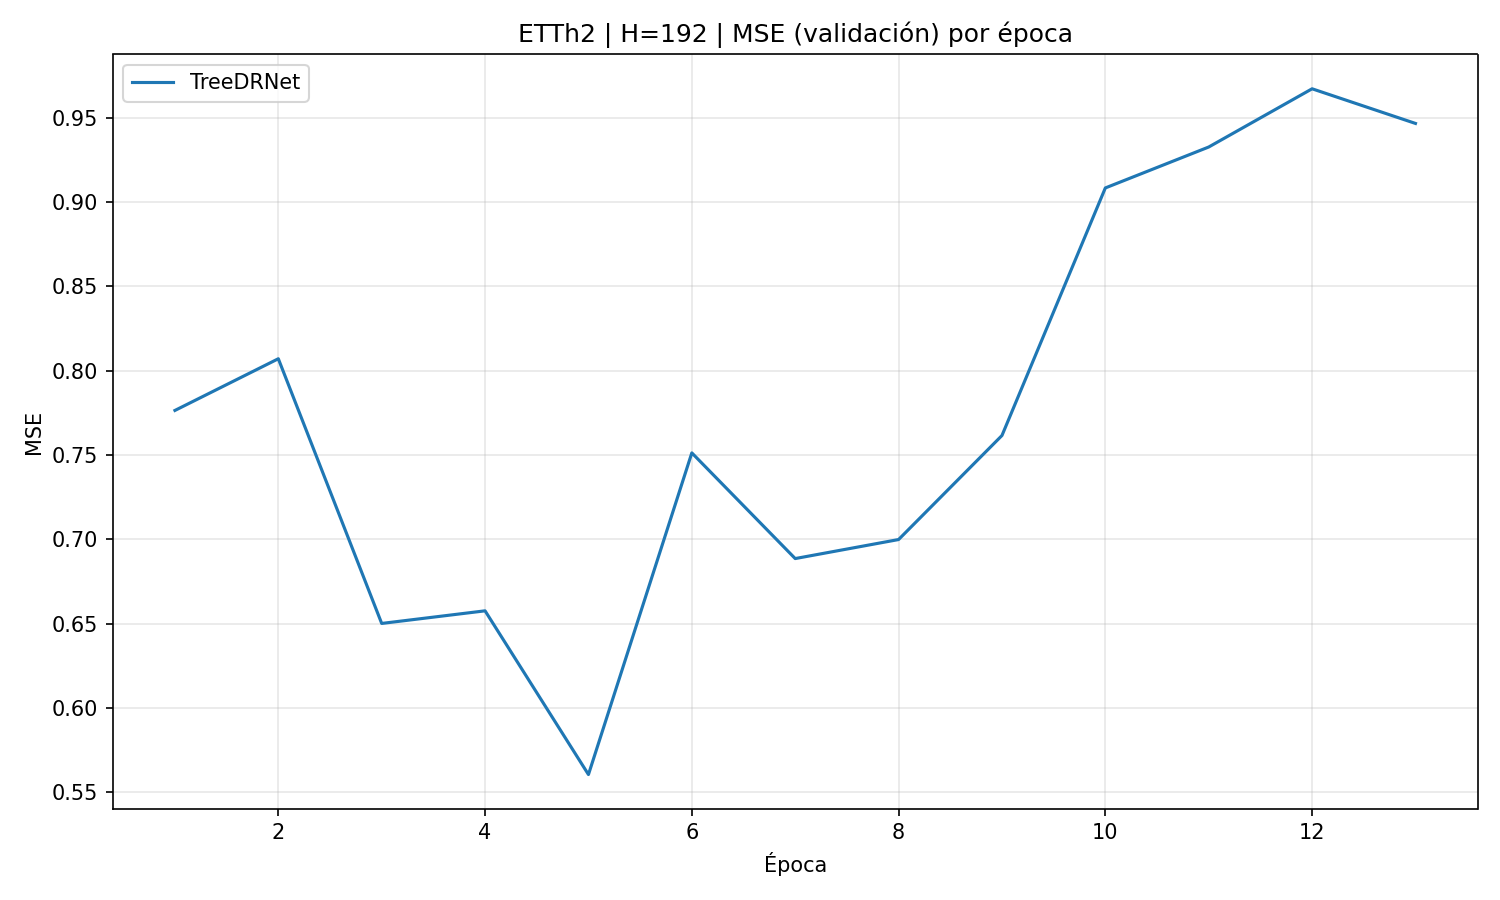 ETTh2 | H=192 | MSE (validación) por época
TreeDRNet
0.95
0.90
0.85
0.80
0.75
0.70
0.65
0.60
0.55
MSE
2 4 6 8 10 12
Época